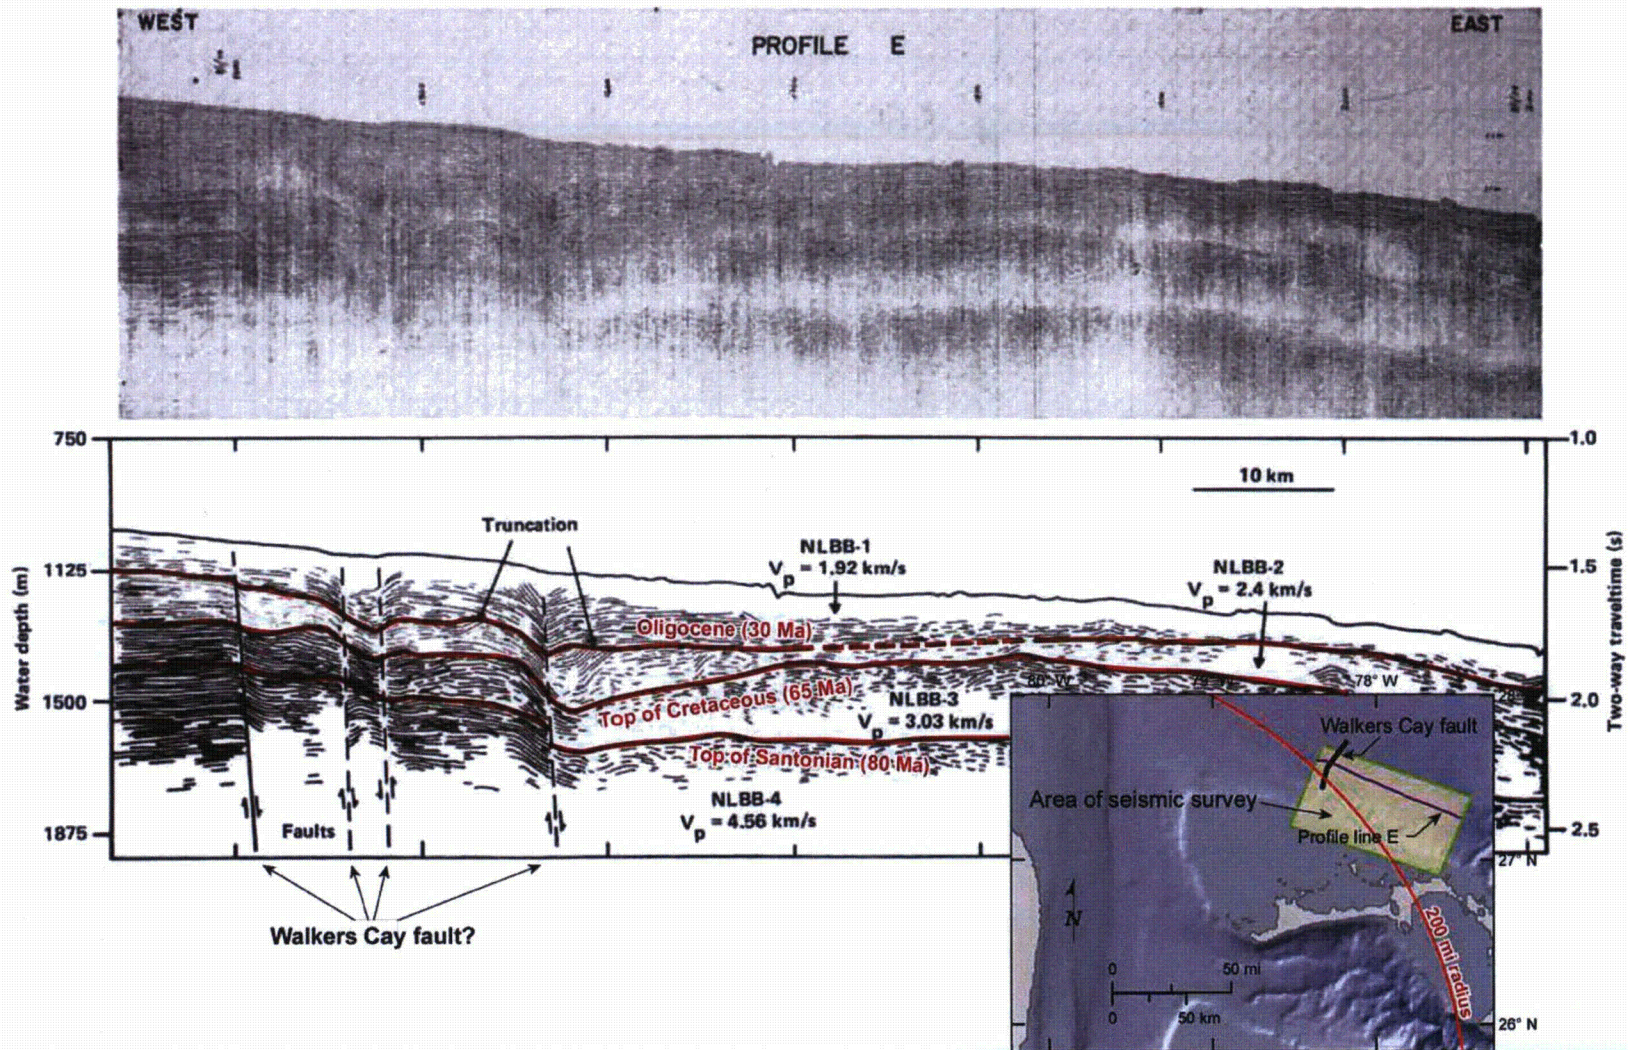 WEST
EAST
PROFILE E
750
1.0
10 km
Truncation
NLBB-1
Vp = 1.92 km/s
NLBB-2
Vp = 2.4 km/s
1125
1.5
Water depth (m)
Two-way traveltime (s)
Oligocene (30 Ma)
Top of Cretaceous (65 Ma)
NLBB-3
Vp = 3.03 km/s
1500
2.0
Top of Santonian (80 Ma)
NLBB-4
Vp = 4.56 km/s
1875
2.5
Faults
Walkers Cay fault?
80° W
78° W
Walkers Cay fault
Area of seismic survey
Profile line E
27° N
N
200 mi radius
0
50 mi
0
50 km
26° N